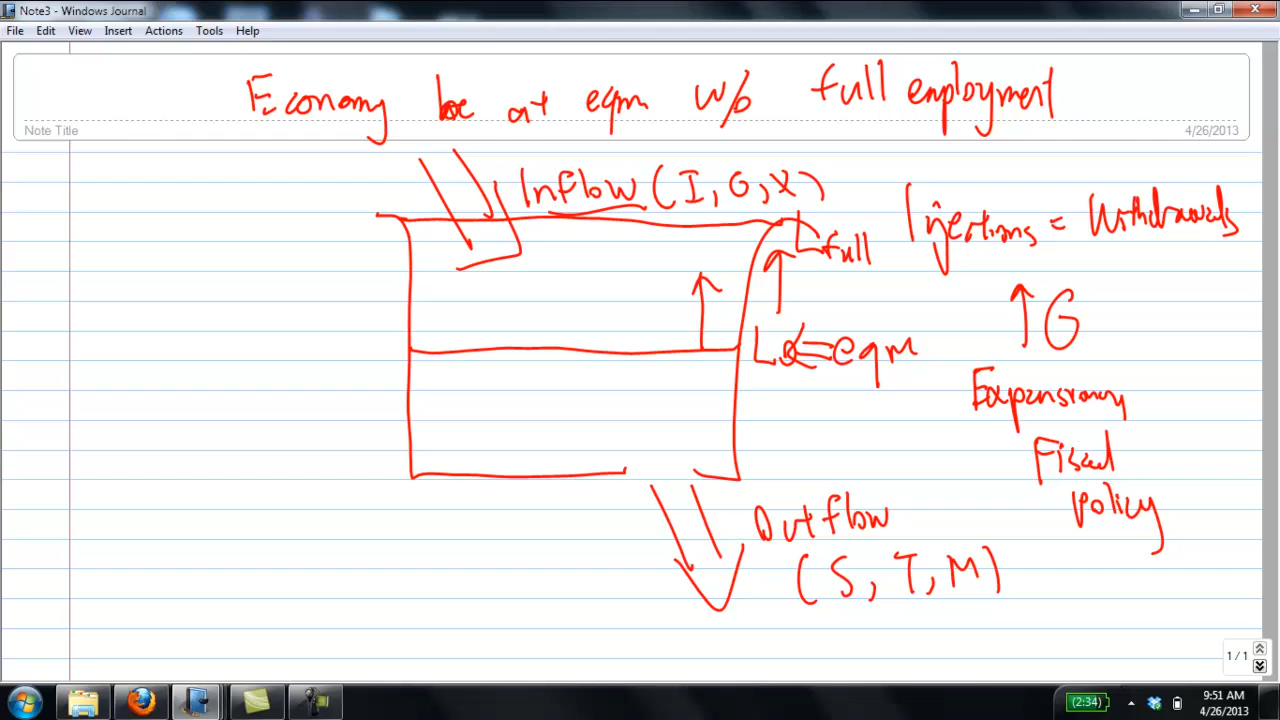 Note3 - Windows Journal
File Edit View Insert Actions Tools Help
Economy be at eqm w/o full employment
Note Title
4/26/2013
Inflow (I, G, X)
Injections = Withdrawals
Lfull
↑ G
L0 ⇐ eqm
Expansionary
Fiscal
Policy
Outflow
(S, T, M)
1 / 1
(2:34)
9:51 AM
4/26/2013